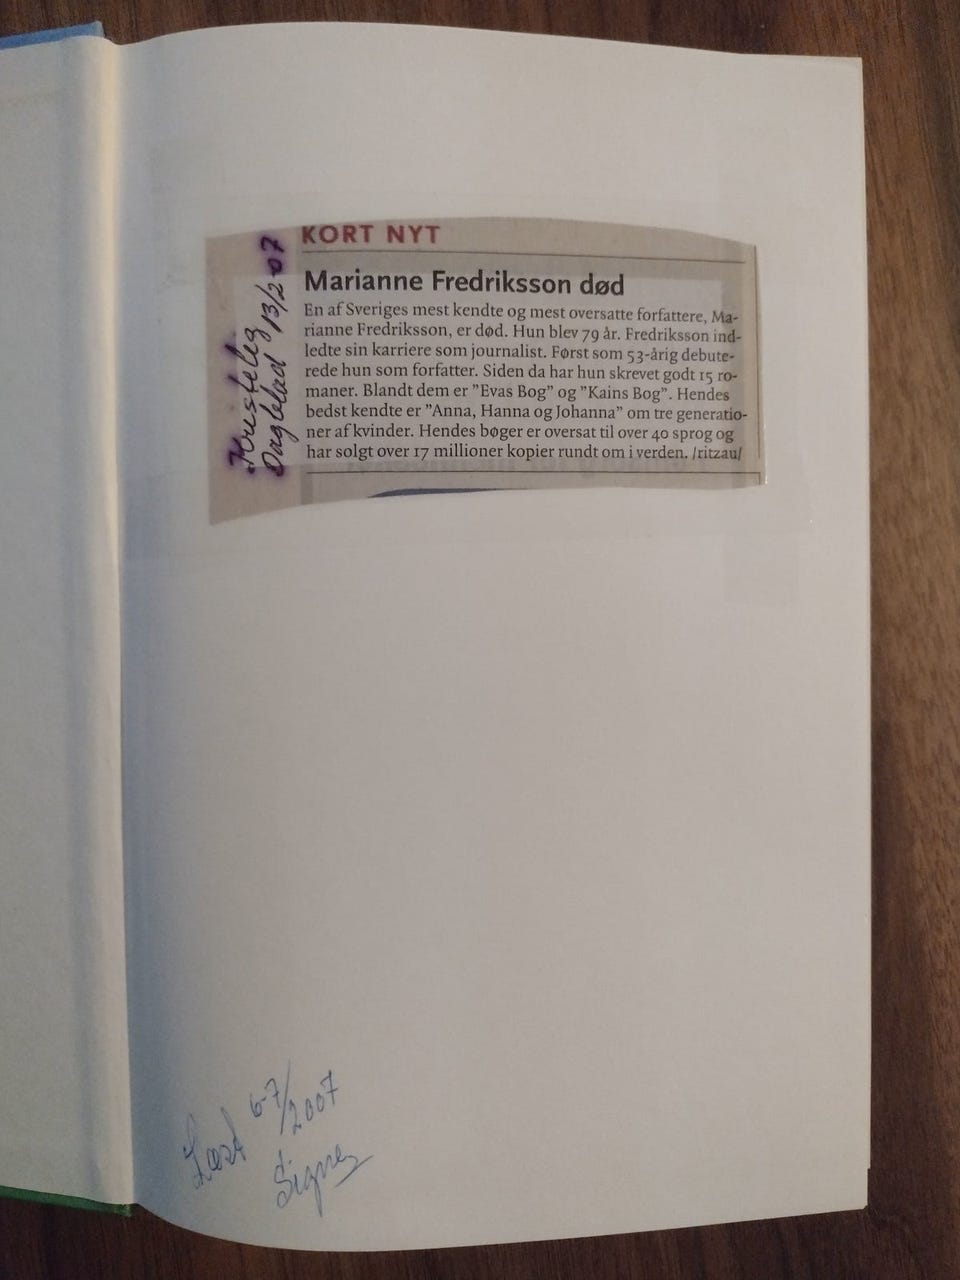 Kristelig
Dagblad 13/2-07
KORT NYT
Marianne Fredriksson død
En af Sveriges mest kendte og mest oversatte forfattere, Ma-
rianne Fredriksson, er død. Hun blev 79 år. Fredriksson ind-
ledte sin karriere som journalist. Først som 53-årig debute-
rede hun som forfatter. Siden da har hun skrevet godt 15 ro-
maner. Blandt dem er ”Evas Bog” og ”Kains Bog”. Hendes
bedst kendte er ”Anna, Hanna og Johanna” om tre generatio-
ner af kvinder. Hendes bøger er oversat til over 40 sprog og
har solgt over 17 millioner kopier rundt om i verden. /ritzau/
Læst 6-7/2007
Signe